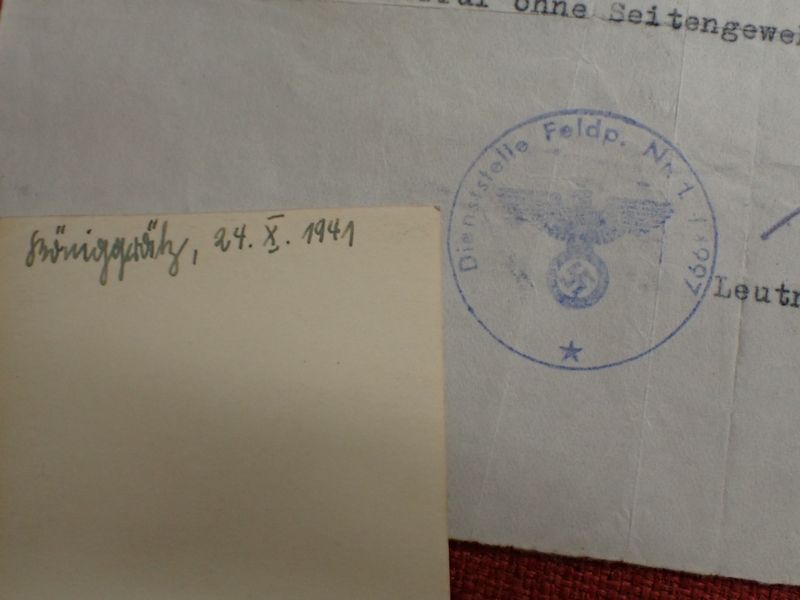 ohne Seitengewe
Dienststelle Feldp. Nr.
Königgrätz, 24. X. 1941
Leutn